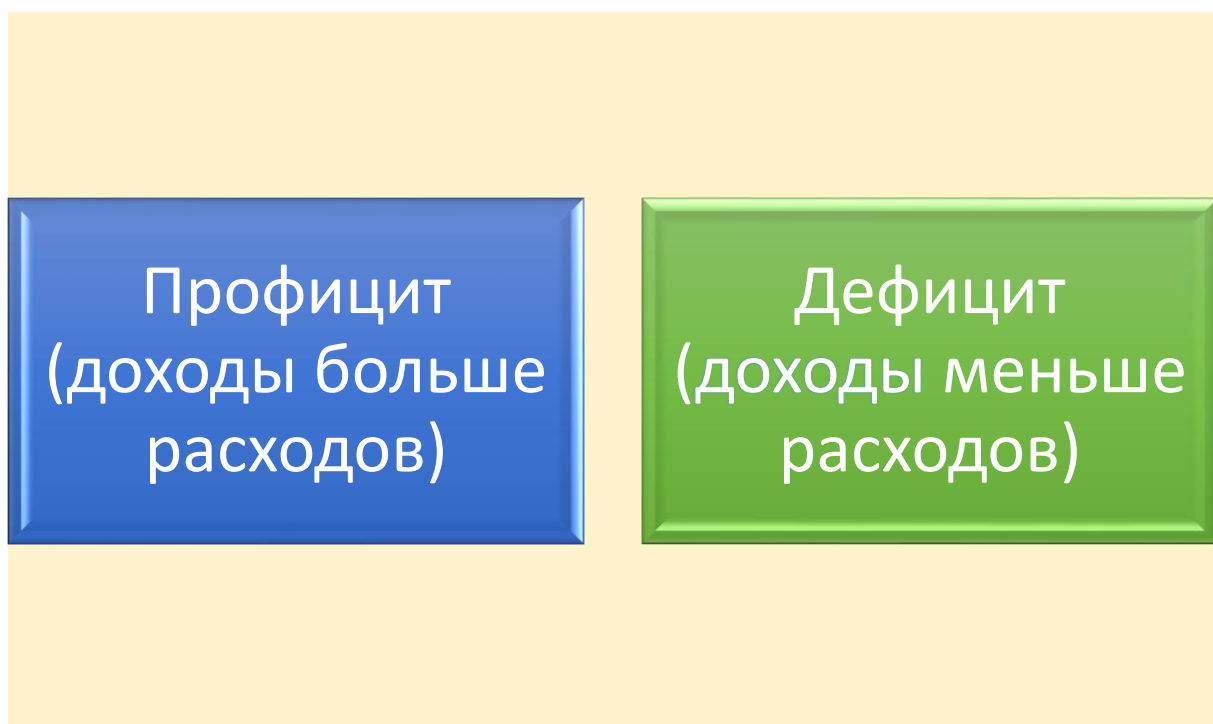 Профицит
(доходы больше
расходов)
Дефицит
(доходы меньше
расходов)